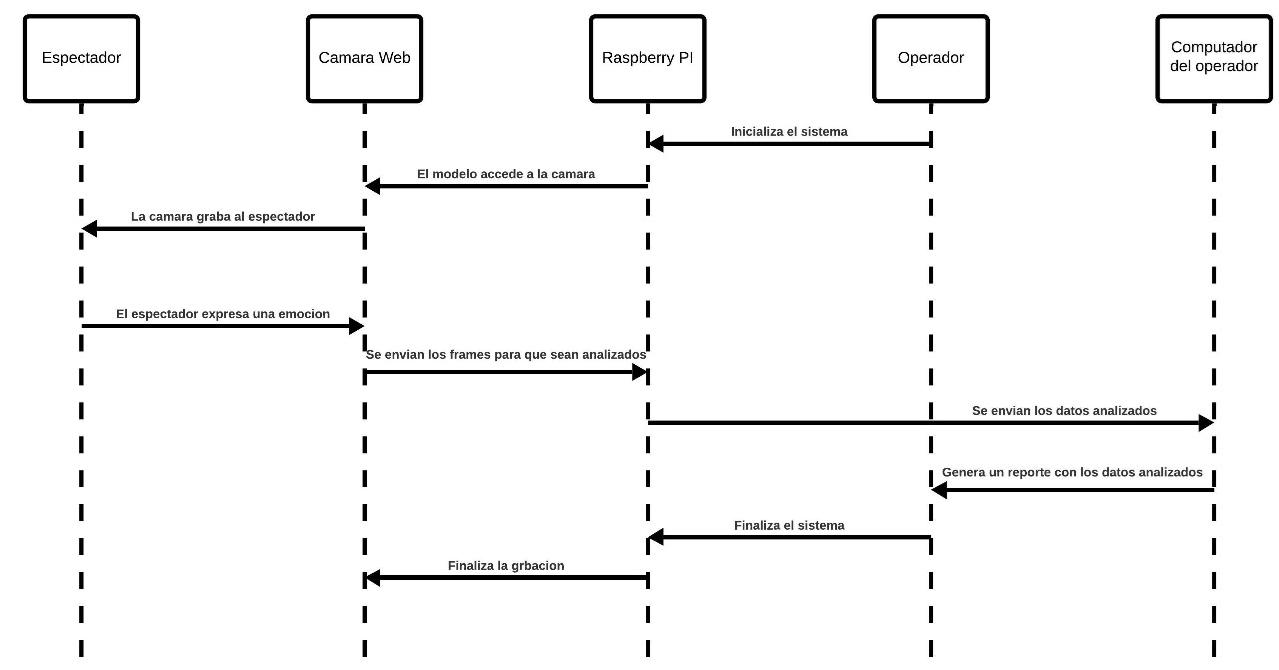 Espectador
Camara Web
Raspberry PI
Operador
Computador
del operador
Inicializa el sistema
El modelo accede a la camara
La camara graba al espectador
El espectador expresa una emocion
Se envian los frames para que sean analizados
Se envian los datos analizados
Genera un reporte con los datos analizados
Finaliza el sistema
Finaliza la grbacion